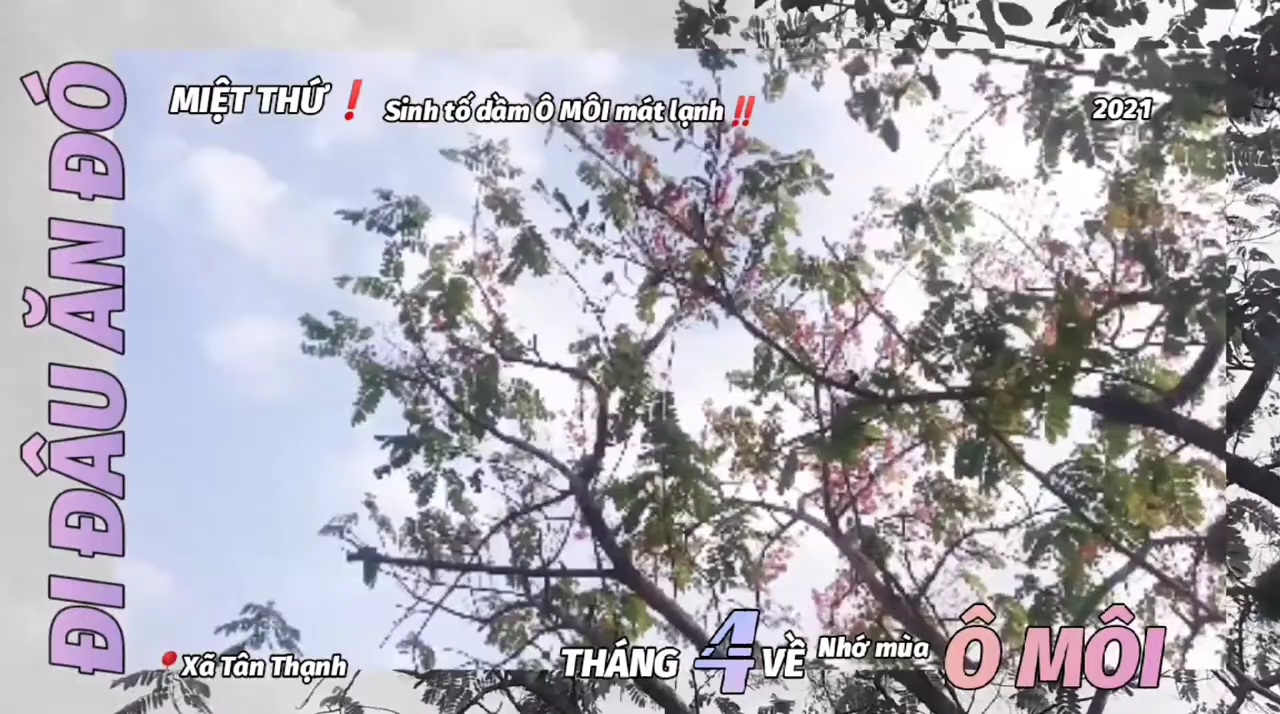 ĐI ĐÂU ĂN ĐÓ
MIỆT THỨ❗
Sinh tố dầm Ô MÔI mát lạnh‼️
2021
📍Xã Tân Thạnh
THÁNG 4 VỀ Nhớ mùa Ô MÔI